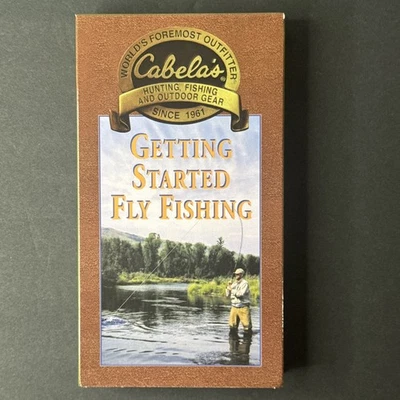 WORLD'S FOREMOST OUTFITTER
Cabela's
HUNTING, FISHING
AND OUTDOOR GEAR
SINCE 1961
GETTING
STARTED
FLY FISHING